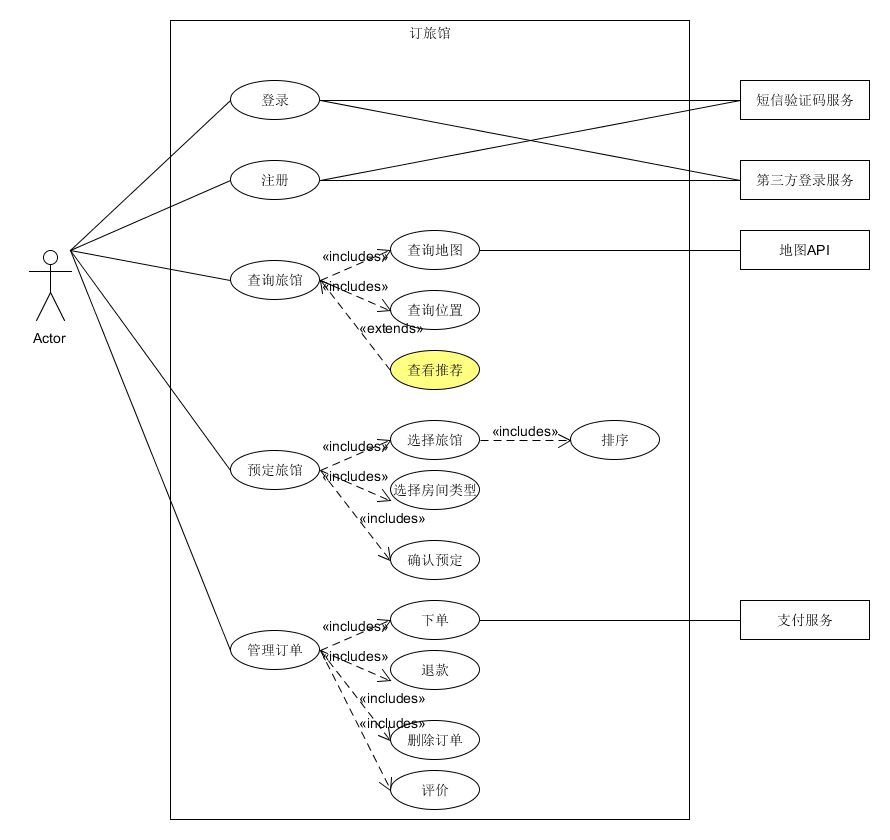 订旅馆
登录
短信验证码服务
注册
第三方登录服务
Actor
查询旅馆
«includes»
查询地图
地图API
«includes»
查询位置
«extends»
查看推荐
预定旅馆
«includes»
选择旅馆
«includes»
排序
«includes»
选择房间类型
«includes»
确认预定
管理订单
«includes»
下单
支付服务
«includes»
退款
«includes»
删除订单
«includes»
评价